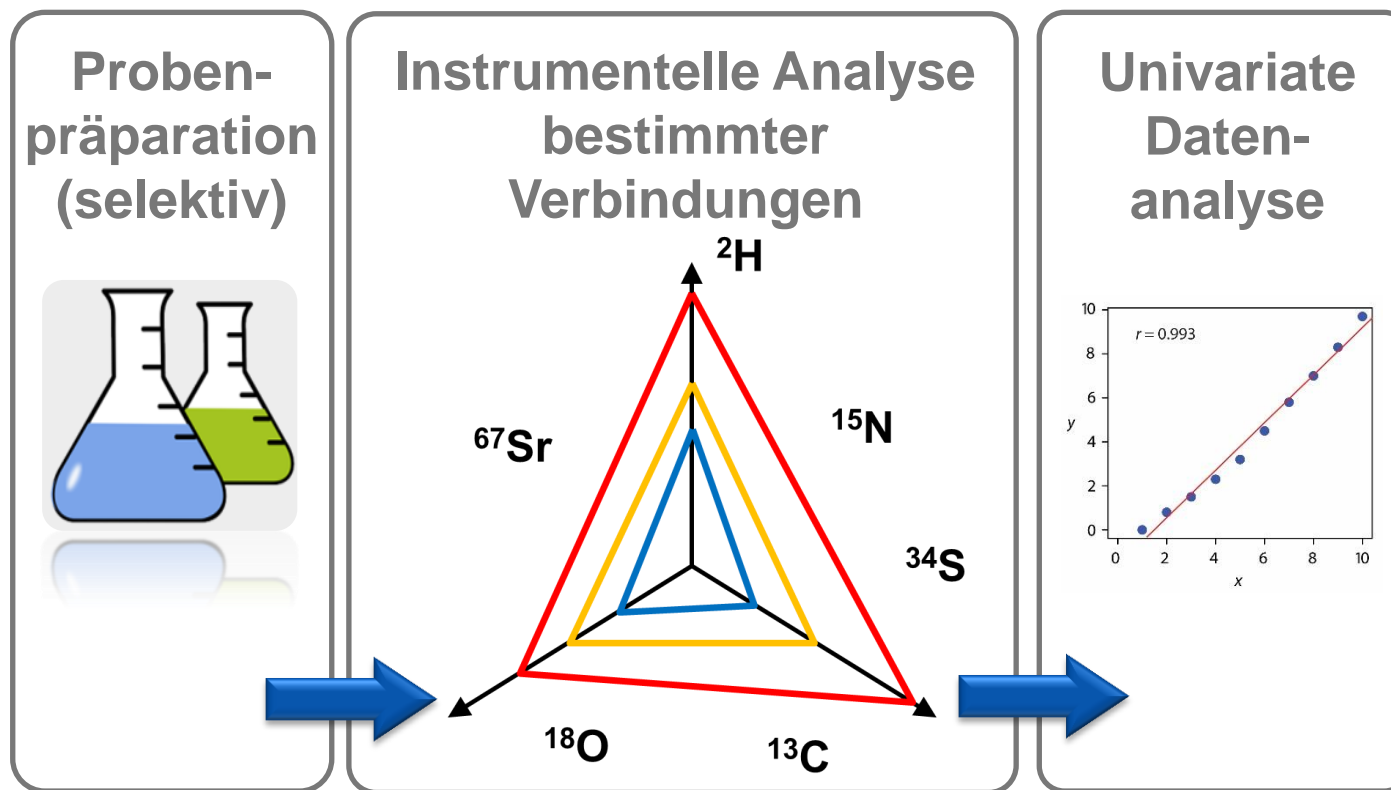 Proben-
präparation
(selektiv)
Instrumentelle Analyse
bestimmter
Verbindungen
²H
¹⁵N
⁶⁷Sr
³⁴S
¹⁸O
¹³C
Univariate
Daten-
analyse
r = 0.993
10
8
6
4
2
0
y
0 2 4 6 8 10
x